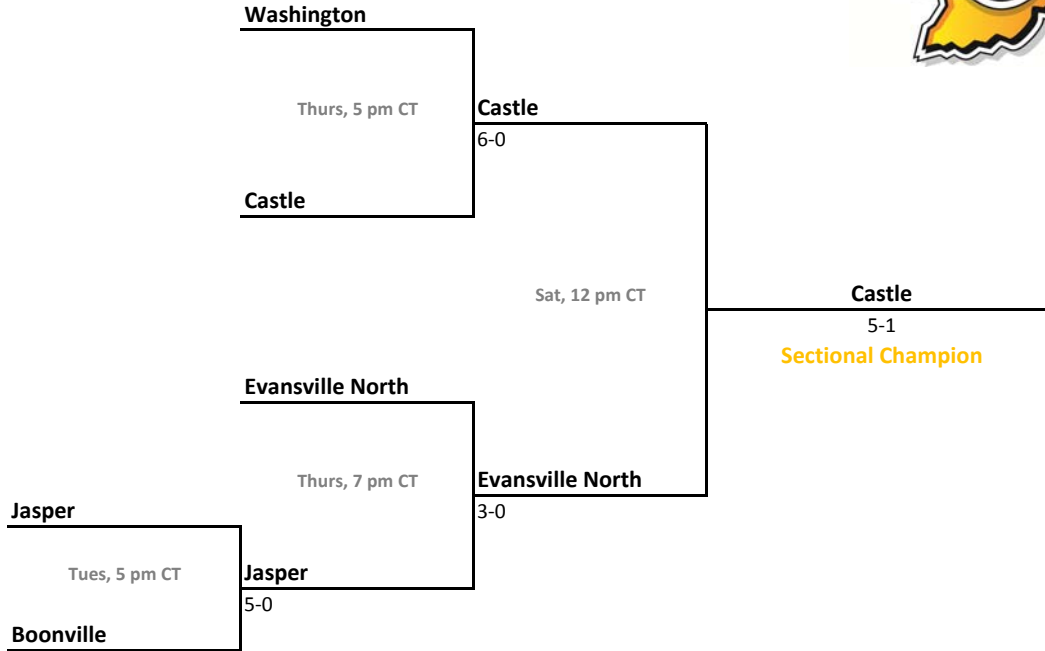 Washington
Thurs, 5 pm CT
Castle
6-0
Castle
Sat, 12 pm CT
Castle
5-1
Sectional Champion
Evansville North
Thurs, 7 pm CT
Evansville North
3-0
Jasper
Tues, 5 pm CT
Jasper
5-0
Boonville